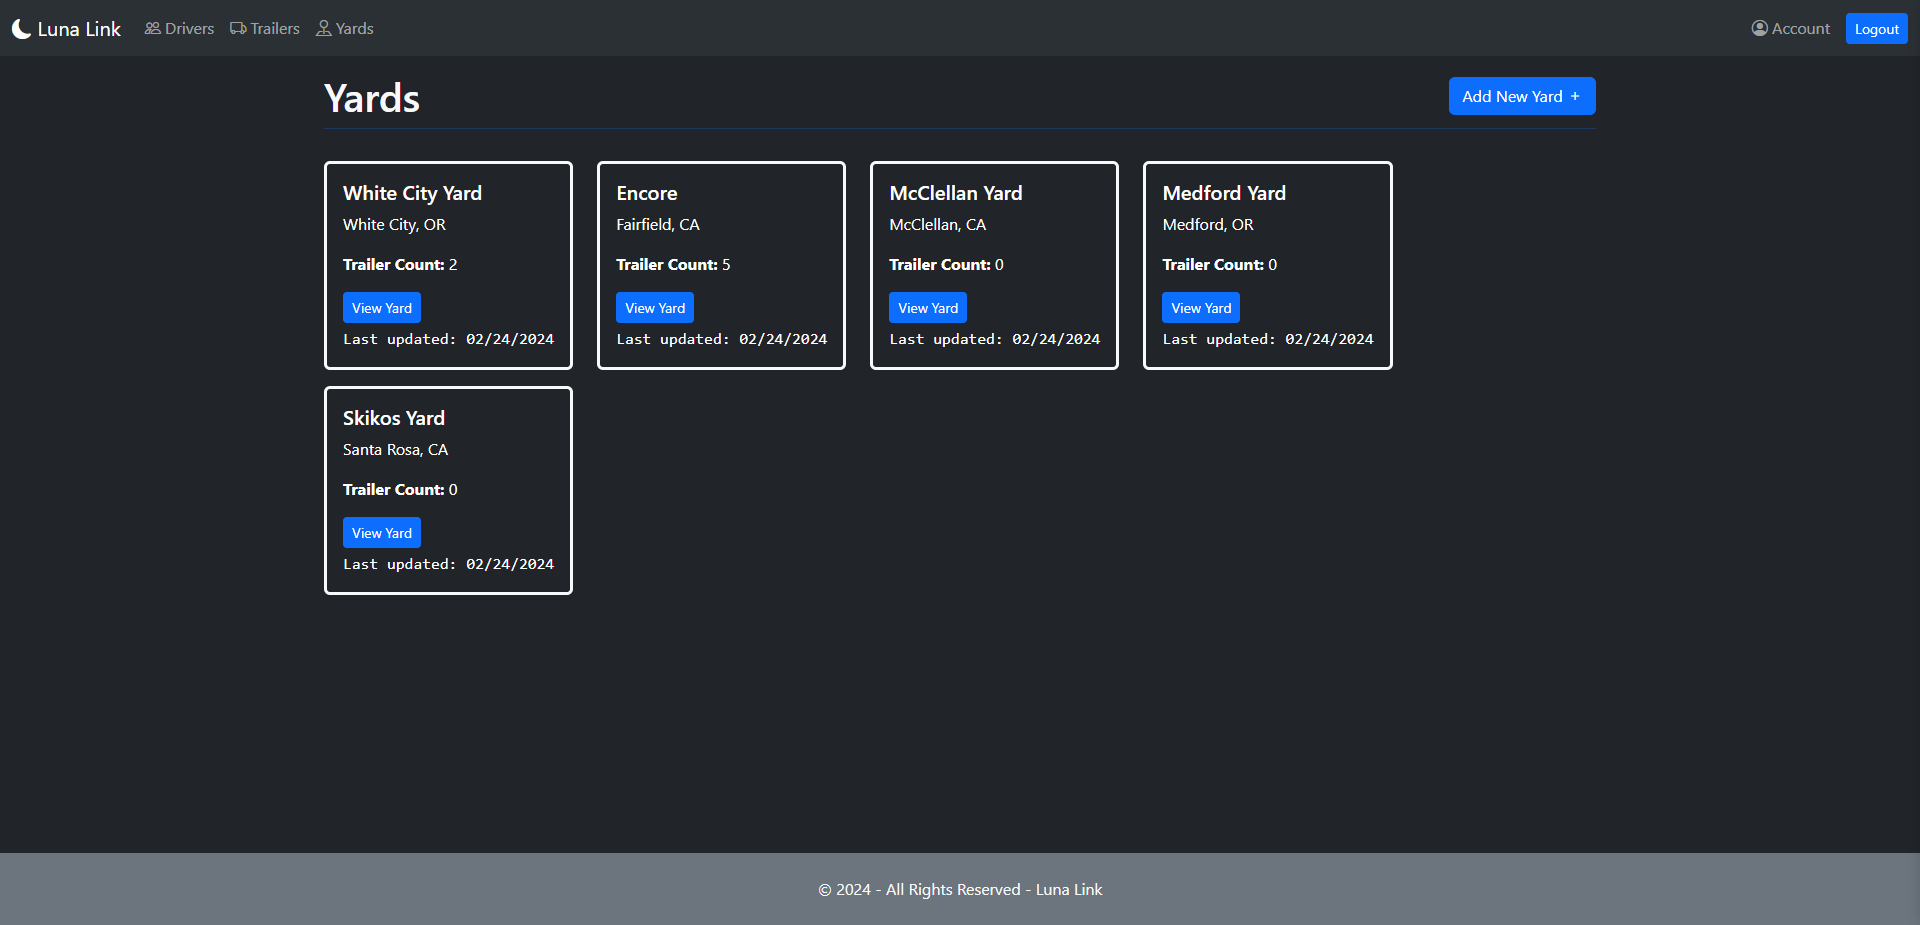 Luna Link Drivers Trailers Yards Account Logout
Yards
Add New Yard +
White City Yard
White City, OR
Trailer Count: 2
View Yard
Last updated: 02/24/2024
Encore
Fairfield, CA
Trailer Count: 5
View Yard
Last updated: 02/24/2024
McClellan Yard
McClellan, CA
Trailer Count: 0
View Yard
Last updated: 02/24/2024
Medford Yard
Medford, OR
Trailer Count: 0
View Yard
Last updated: 02/24/2024
Skikos Yard
Santa Rosa, CA
Trailer Count: 0
View Yard
Last updated: 02/24/2024
© 2024 - All Rights Reserved - Luna Link